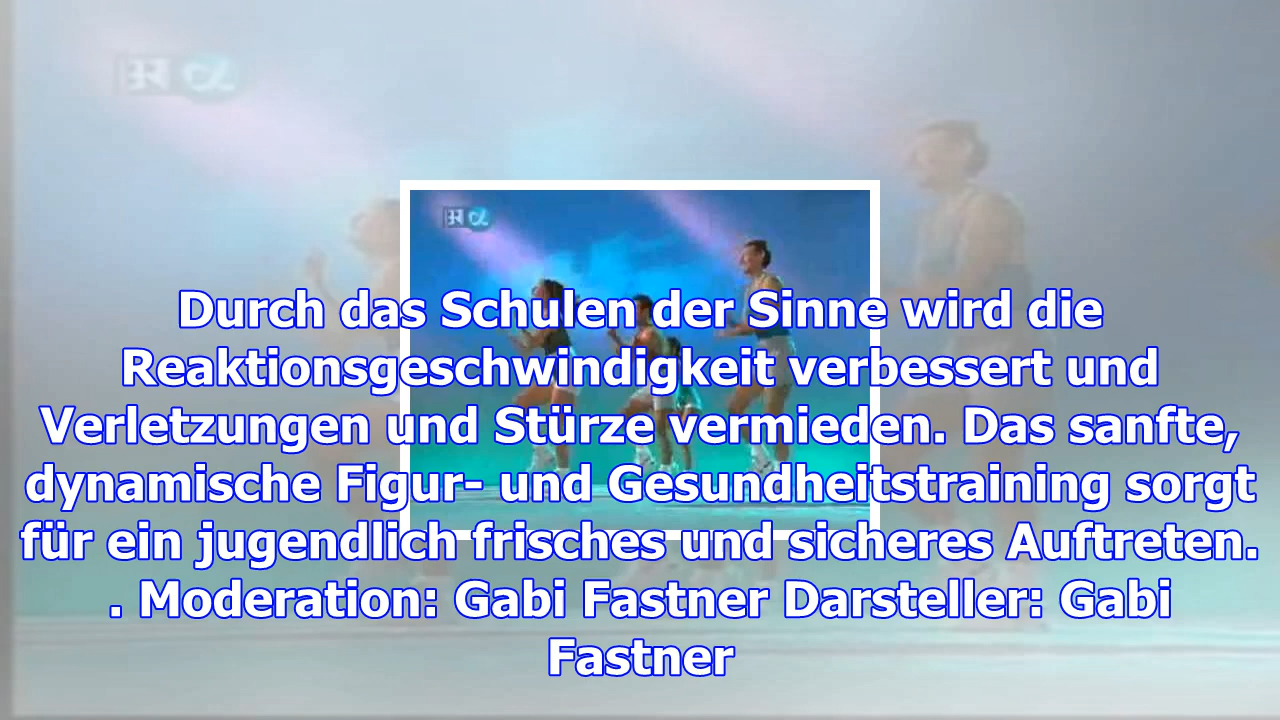 R α
Durch das Schulen der Sinne wird die
Reaktionsgeschwindigkeit verbessert und
Verletzungen und Stürze vermieden. Das sanfte,
dynamische Figur- und Gesundheitstraining sorgt
für ein jugendlich frisches und sicheres Auftreten.
. Moderation: Gabi Fastner Darsteller: Gabi
Fastner